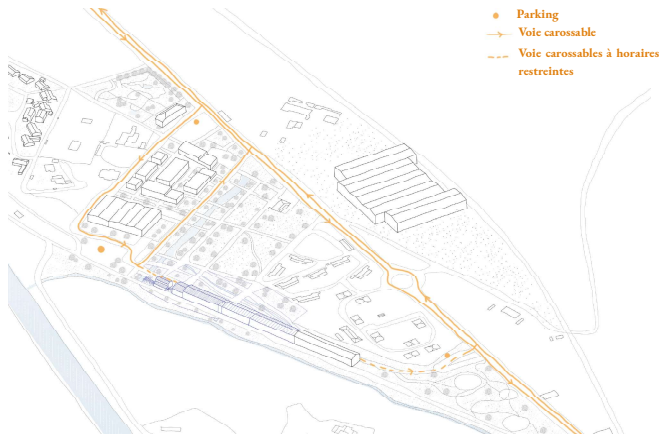 Parking
Voie carossable
Voie carossables à horaires
restreintes